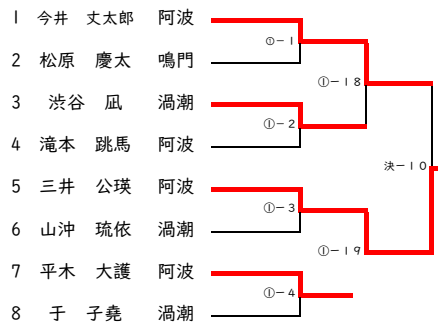 1 今井 丈太郎 阿波
①-1
2 松原 慶太 鳴門
①-18
3 渋谷 凪 渦潮
①-2
4 滝本 跳馬 阿波
決-10
5 三井 公瑛 阿波
①-3
6 山沖 琉依 渦潮
①-19
7 平木 大護 阿波
①-4
8 千 子堯 渦潮